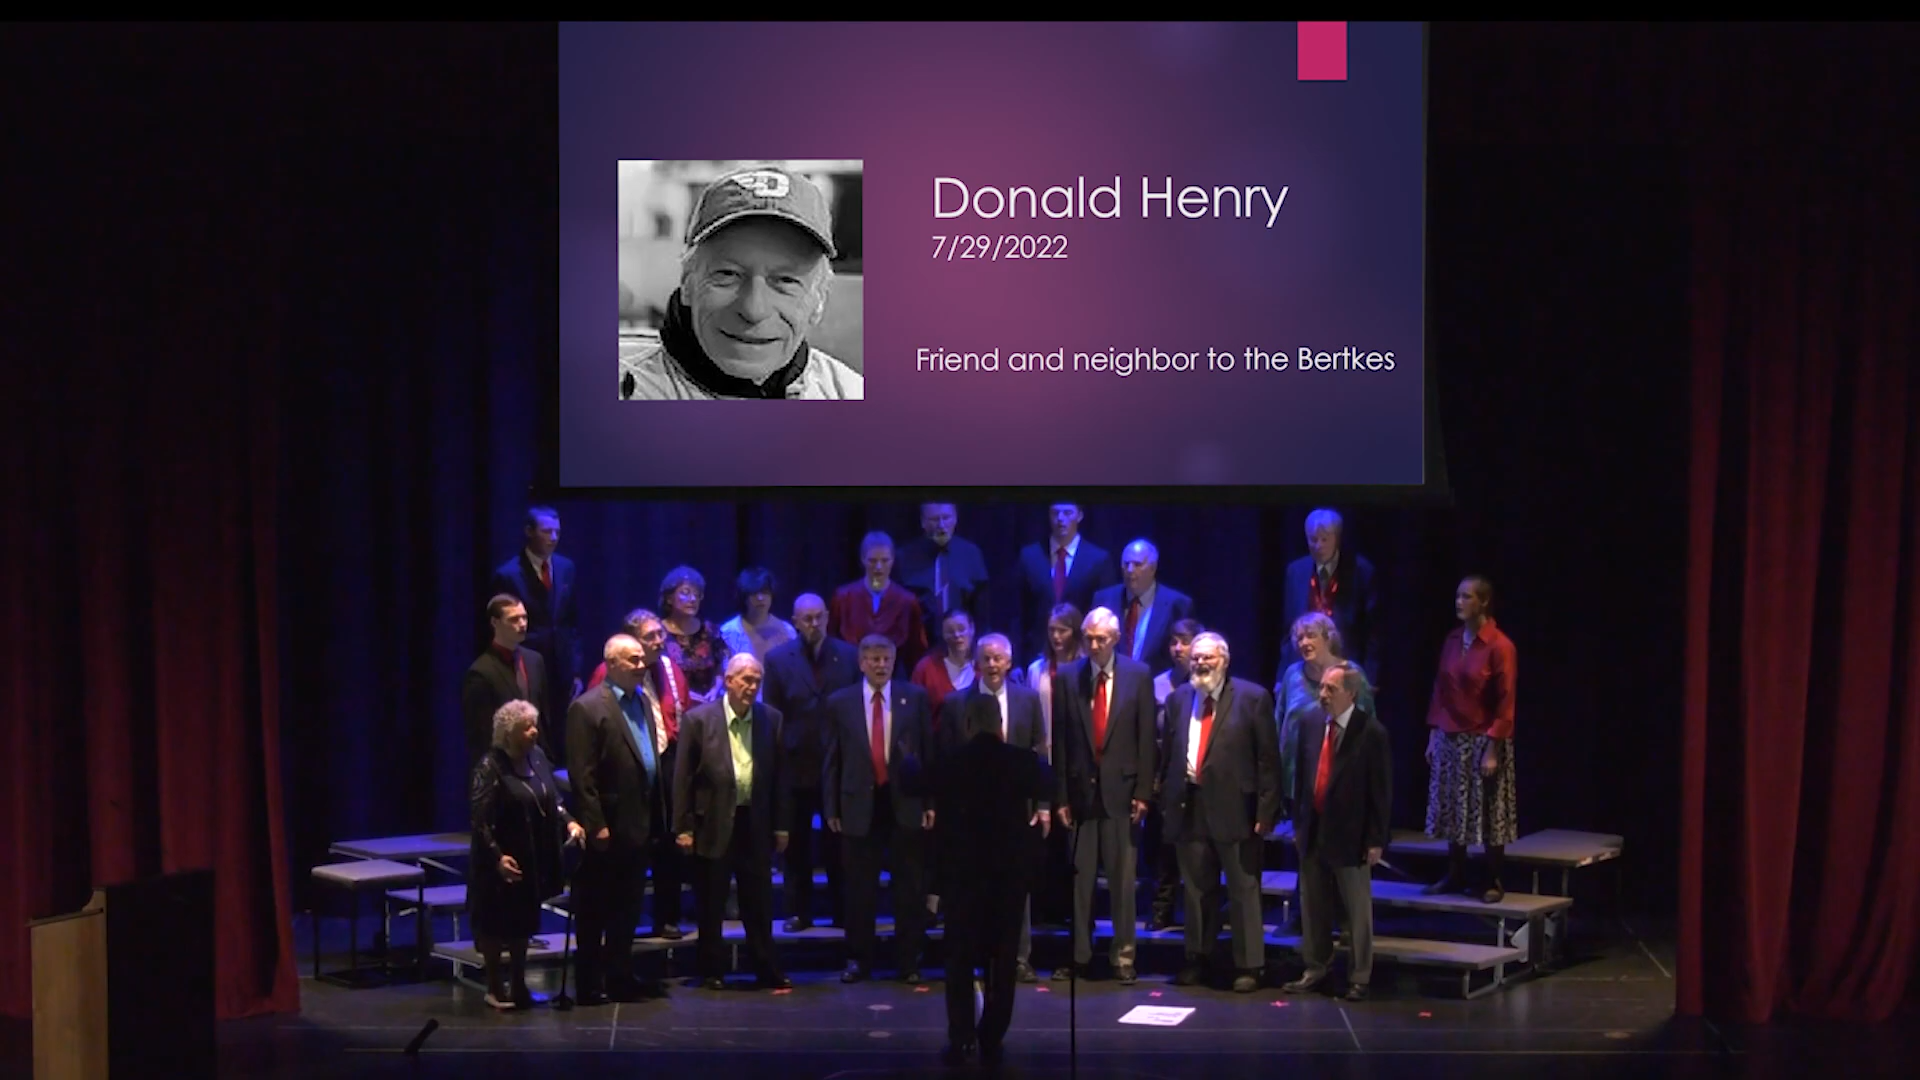 Donald Henry
7/29/2022
Friend and neighbor to the Bertkes
D